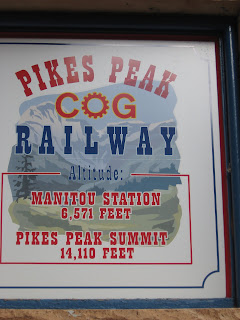 PIKES PEAK
COG
RAILWAY
Altitude:
MANITOU STATION
6,571 FEET
PIKES PEAK SUMMIT
14,110 FEET